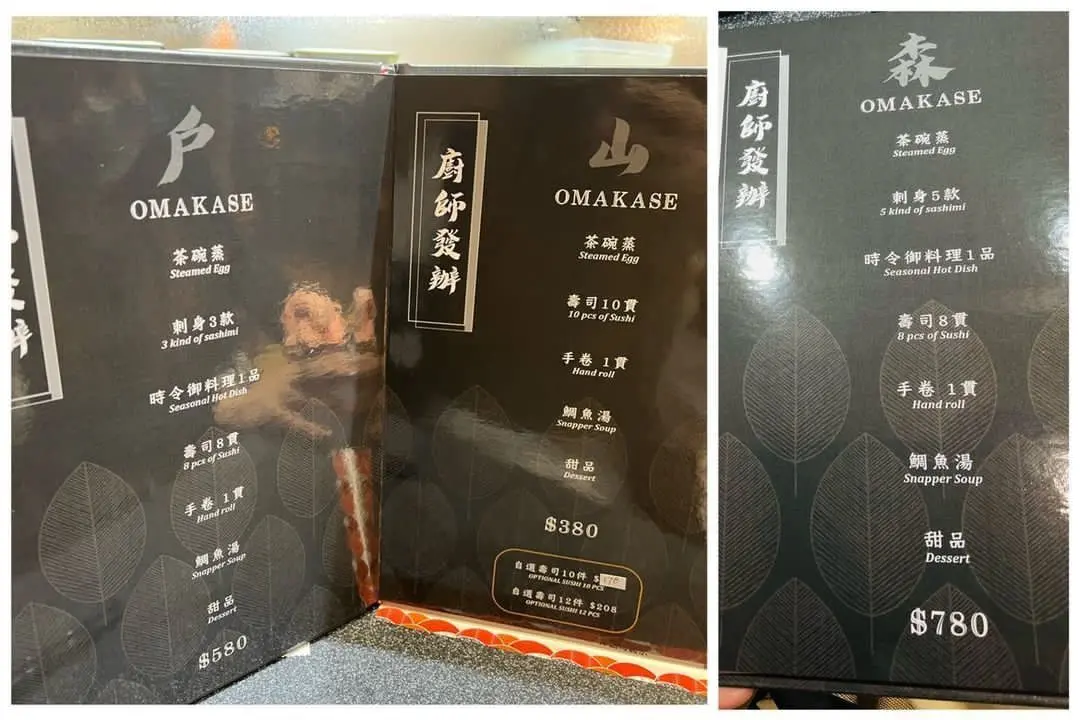 戶
OMAKASE
茶碗蒸
Steamed Egg
刺身3款
3 kind of sashimi
時令御料理1品
Seasonal Hot Dish
壽司8貫
8 pcs of Sushi
手卷 1貫
Hand roll
鯛魚湯
Snapper Soup
甜品
Dessert
$580
廚師發辦
山
OMAKASE
茶碗蒸
Steamed Egg
壽司10貫
10 pcs of Sushi
手卷 1貫
Hand roll
鯛魚湯
Snapper Soup
甜品
Dessert
$380
自選壽司10件 $
OPTIONAL SUSHI 10 PCS
自選壽司12件 $208
OPTIONAL SUSHI 12 PCS
廚師發辦
森
OMAKASE
茶碗蒸
Steamed Egg
刺身5款
5 kind of sashimi
時令御料理1品
Seasonal Hot Dish
壽司8貫
8 pcs of Sushi
手卷 1貫
Hand roll
鯛魚湯
Snapper Soup
甜品
Dessert
$780